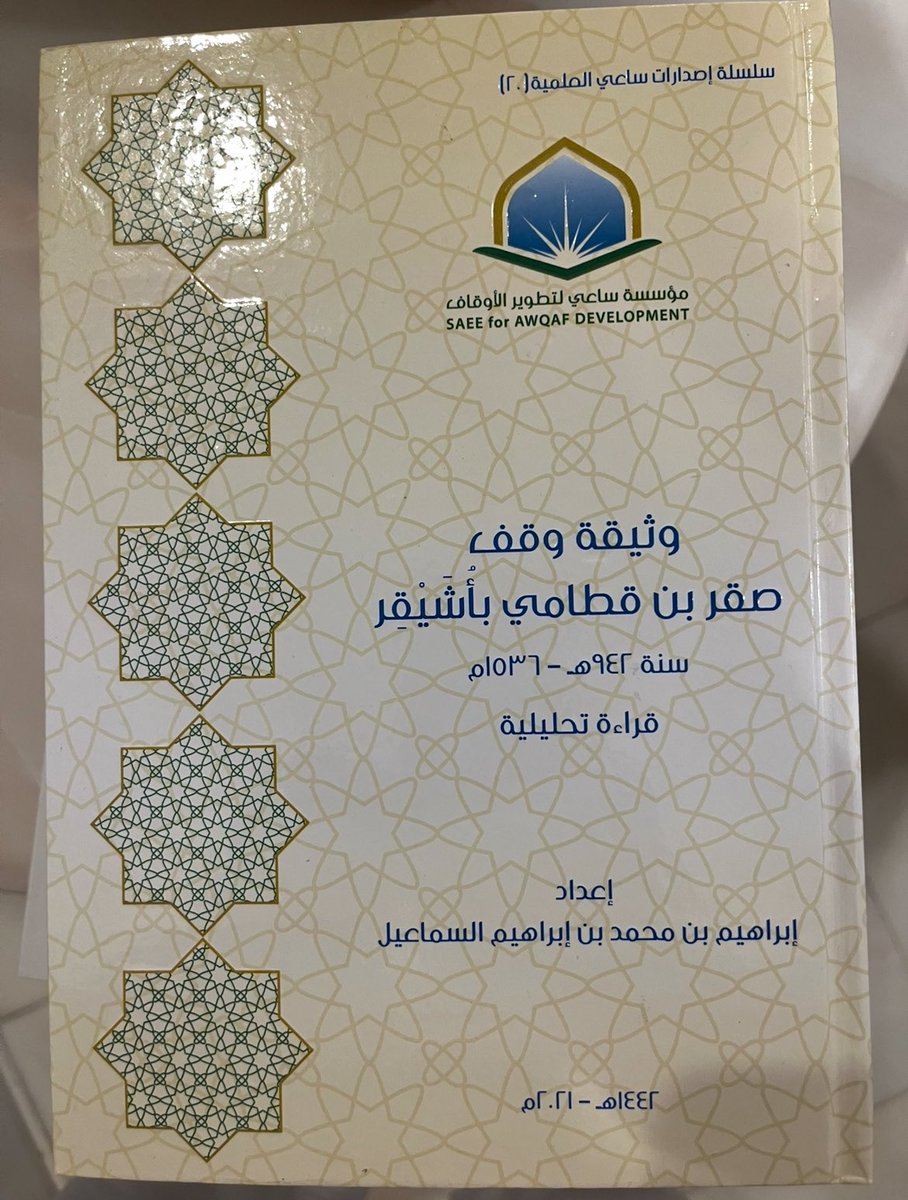 سلسلة إصدارات ساعي العلمية(٢٠)
مؤسسة ساعي لتطوير الأوقاف
SAEE for AWQAF DEVELOPMENT
وثيقة وقف
صقر بن قطامي بأُشَيْقِر
سنة ٩٤٢هـ - ١٥٣٦م
قراءة تحليلية
إعداد
إبراهيم بن محمد بن إبراهيم السماعيل
١٤٤٢هـ - ٢٠٢١م